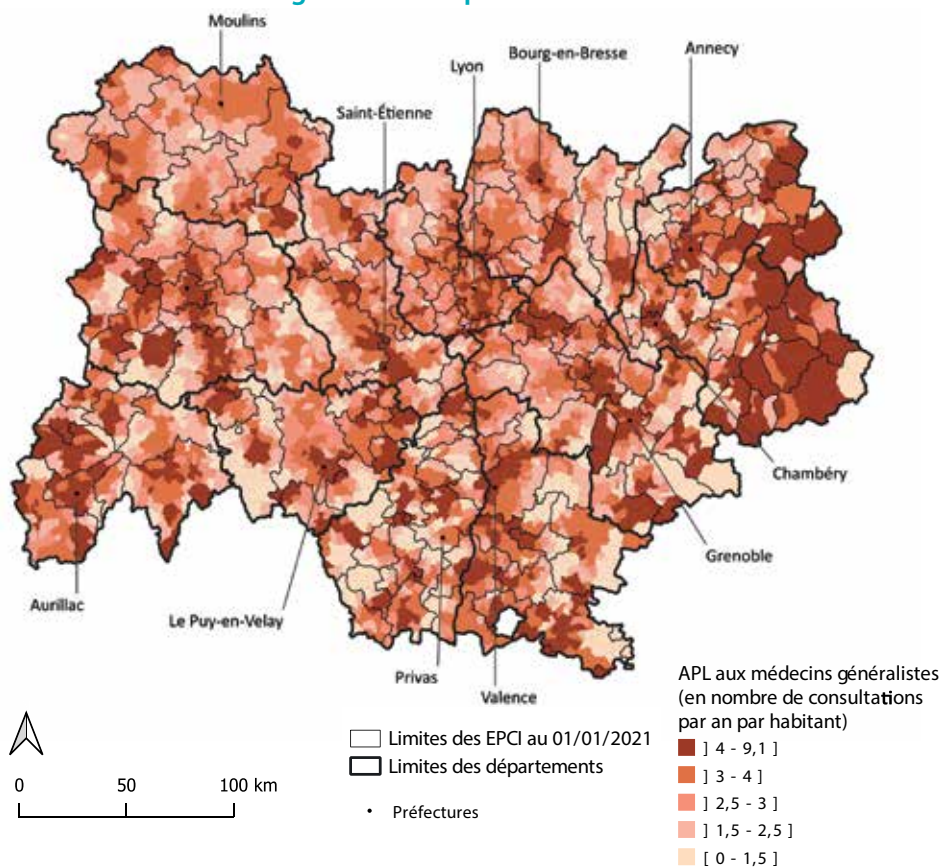 Moulins
Bourg-en-Bresse
Annecy
Lyon
Saint-Étienne
Chambéry
Grenoble
Aurillac
Le Puy-en-Velay
Privas
Valence
APL aux médecins généralistes
(en nombre de consultations
par an par habitant)
] 4 - 9,1 ]
] 3 - 4 ]
] 2,5 - 3 ]
] 1,5 - 2,5 ]
[ 0 - 1,5 ]
Limites des EPCI au 01/01/2021
Limites des départements
Préfectures
0 50 100 km